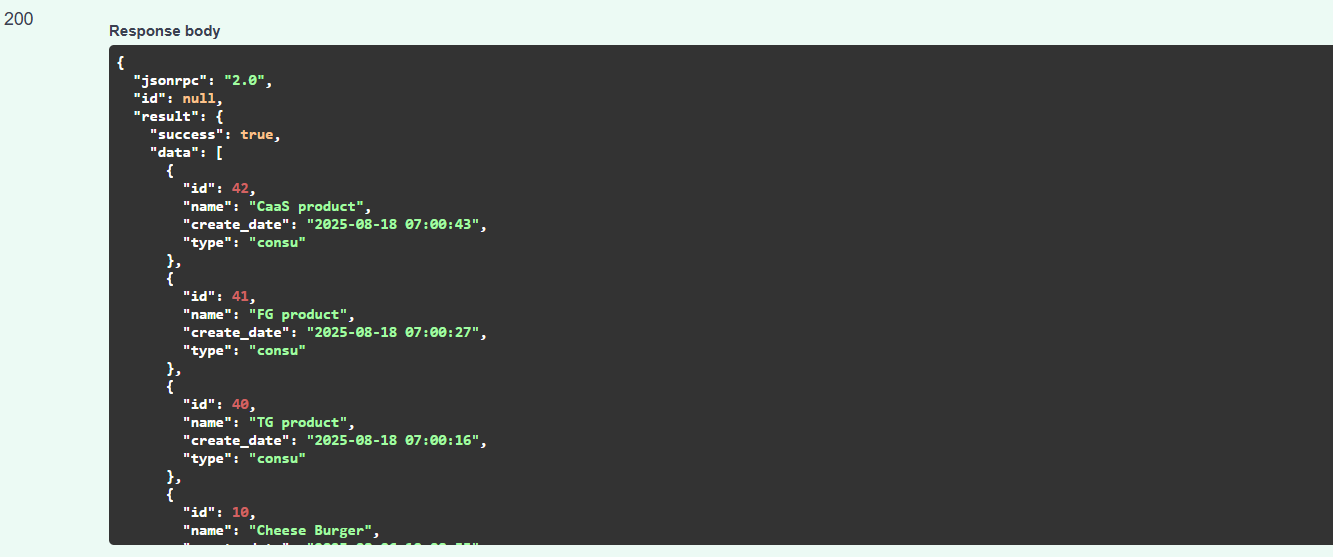 200
Response body
{
  "jsonrpc": "2.0",
  "id": null,
  "result": {
    "success": true,
    "data": [
      {
        "id": 42,
        "name": "CaaS product",
        "create_date": "2025-08-18 07:00:43",
        "type": "consu"
      },
      {
        "id": 41,
        "name": "FG product",
        "create_date": "2025-08-18 07:00:27",
        "type": "consu"
      },
      {
        "id": 40,
        "name": "TG product",
        "create_date": "2025-08-18 07:00:16",
        "type": "consu"
      },
      {
        "id": 10,
        "name": "Cheese Burger",